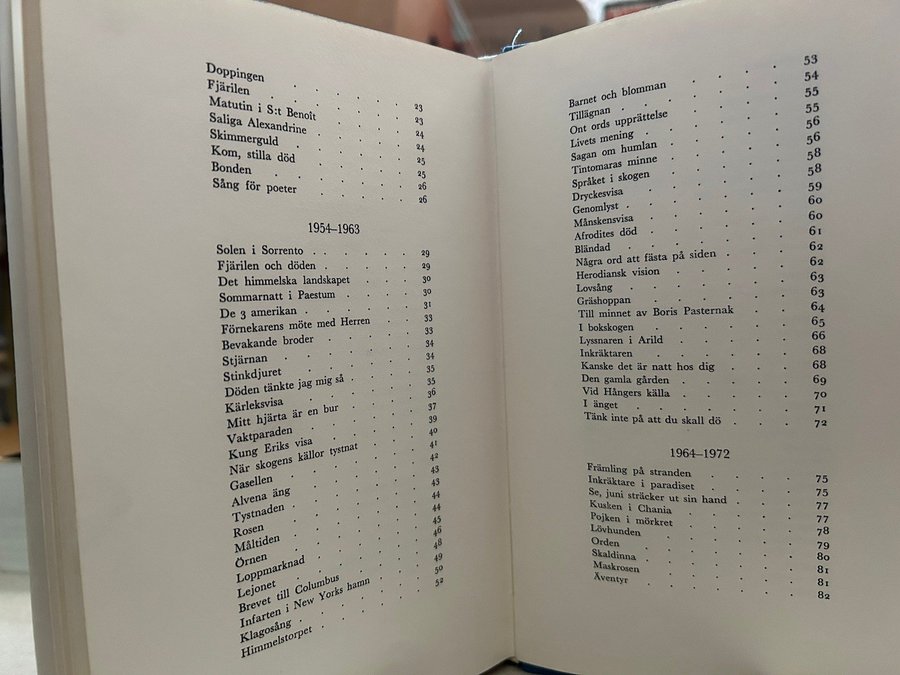 Doppingen . . . . . 23
Fjärilen . . . . . 23
Matutin i S:t Benoît . . . . 24
Saliga Alexandrine . . . . 24
Skimmerguld . . . . . 25
Kom, stilla död . . . . . 25
Bonden . . . . . . 26
Sång för poeter . . . . . 26
1954–1963
Solen i Sorrento . . . . . 29
Fjärilen och döden . . . . 29
Det himmelska landskapet . . . 30
Sommarnatt i Paestum . . . . 30
De 3 amerikan . . . . . 31
Förnekarens möte med Herren . . . 33
Bevakande broder . . . . 33
Stjärnan . . . . . . 34
Stinkdjuret . . . . . . 34
Döden tänkte jag mig så . . . . 35
Kärleksvisa . . . . . . 35
Mitt hjärta är en bur . . . . 36
Vaktparaden . . . . . 37
Kung Eriks visa . . . . . 39
När skogens källor tystnat . . . 40
Gasellen . . . . . . 41
Alvena äng . . . . . . 42
Tystnaden . . . . . . 43
Rosen . . . . . . 43
Måltiden . . . . . . 44
Örnen . . . . . . 44
Loppmarknad . . . . . 45
Lejonet . . . . . . 46
Brevet till Columbus . . . . 48
Infarten i New Yorks hamn . . . 49
Klagosång . . . . . . 50
Himmelstorpet . . . . . 52
Barnet och blomman . . . . 53
Tillägnan . . . . . . 54
Ont ords upprättelse . . . . 55
Livets mening . . . . . 55
Sagan om humlan . . . . . 56
Tintomaras minne . . . . . 56
Språket i skogen . . . . . 58
Dryckesvisa . . . . . . 58
Genomlyst . . . . . . 59
Månskensvisa . . . . . 60
Afrodites död . . . . . 60
Bländad . . . . . . 61
Några ord att fästa på siden . . . 62
Herodiansk vision . . . . . 62
Lovsång . . . . . . 63
Gräshoppan . . . . . . 63
Till minnet av Boris Pasternak . . . 64
I bokskogen . . . . . . 65
Lyssnaren i Arild . . . . . 66
Inkräktaren . . . . . . 68
Kanske det är natt hos dig . . . . 68
Den gamla gården . . . . . 69
Vid Hångers källa . . . . . 70
I änget . . . . . . 71
Tänk inte på att du skall dö . . . . 72
1964–1972
Främling på stranden . . . . 75
Inkräktare i paradiset . . . . 75
Se, juni sträcker ut sin hand . . . 77
Kusken i Chania . . . . . 77
Pojken i mörkret . . . . . 78
Lövhunden . . . . . . 79
Orden . . . . . . 80
Skaldinna . . . . . . 81
Maskrosen . . . . . . 81
Äventyr . . . . . . 82